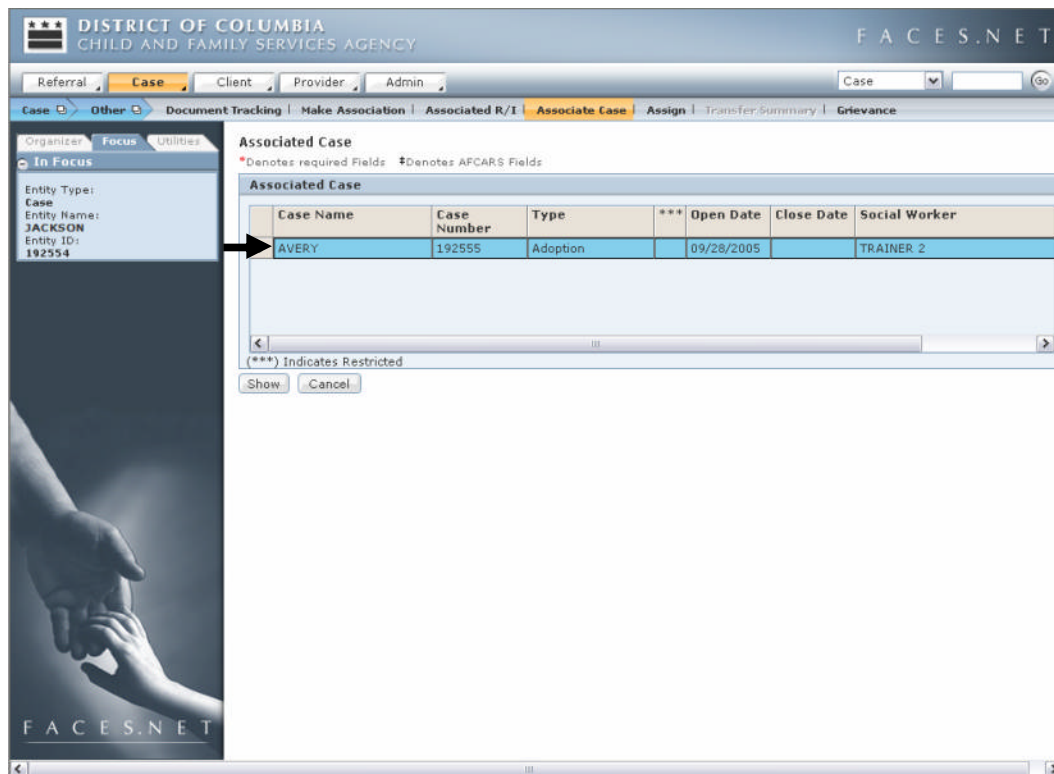 DISTRICT OF COLUMBIA
CHILD AND FAMILY SERVICES AGENCY
FACES.NET
Referral Case Client Provider Admin Case Go
Case Other Document Tracking | Make Association | Associated R/I | Associate Case | Assign | Transfer Summary | Grievance
Organizer Focus Utilities
In Focus
Entity Type:
Case
Entity Name:
JACKSON
Entity ID:
192554
Associated Case
*Denotes required Fields ‡Denotes AFCARS Fields
Associated Case
Case Name Case Number Type *** Open Date Close Date Social Worker
AVERY 192555 Adoption 09/28/2005 TRAINER 2
(***) Indicates Restricted
Show Cancel
FACES.NET